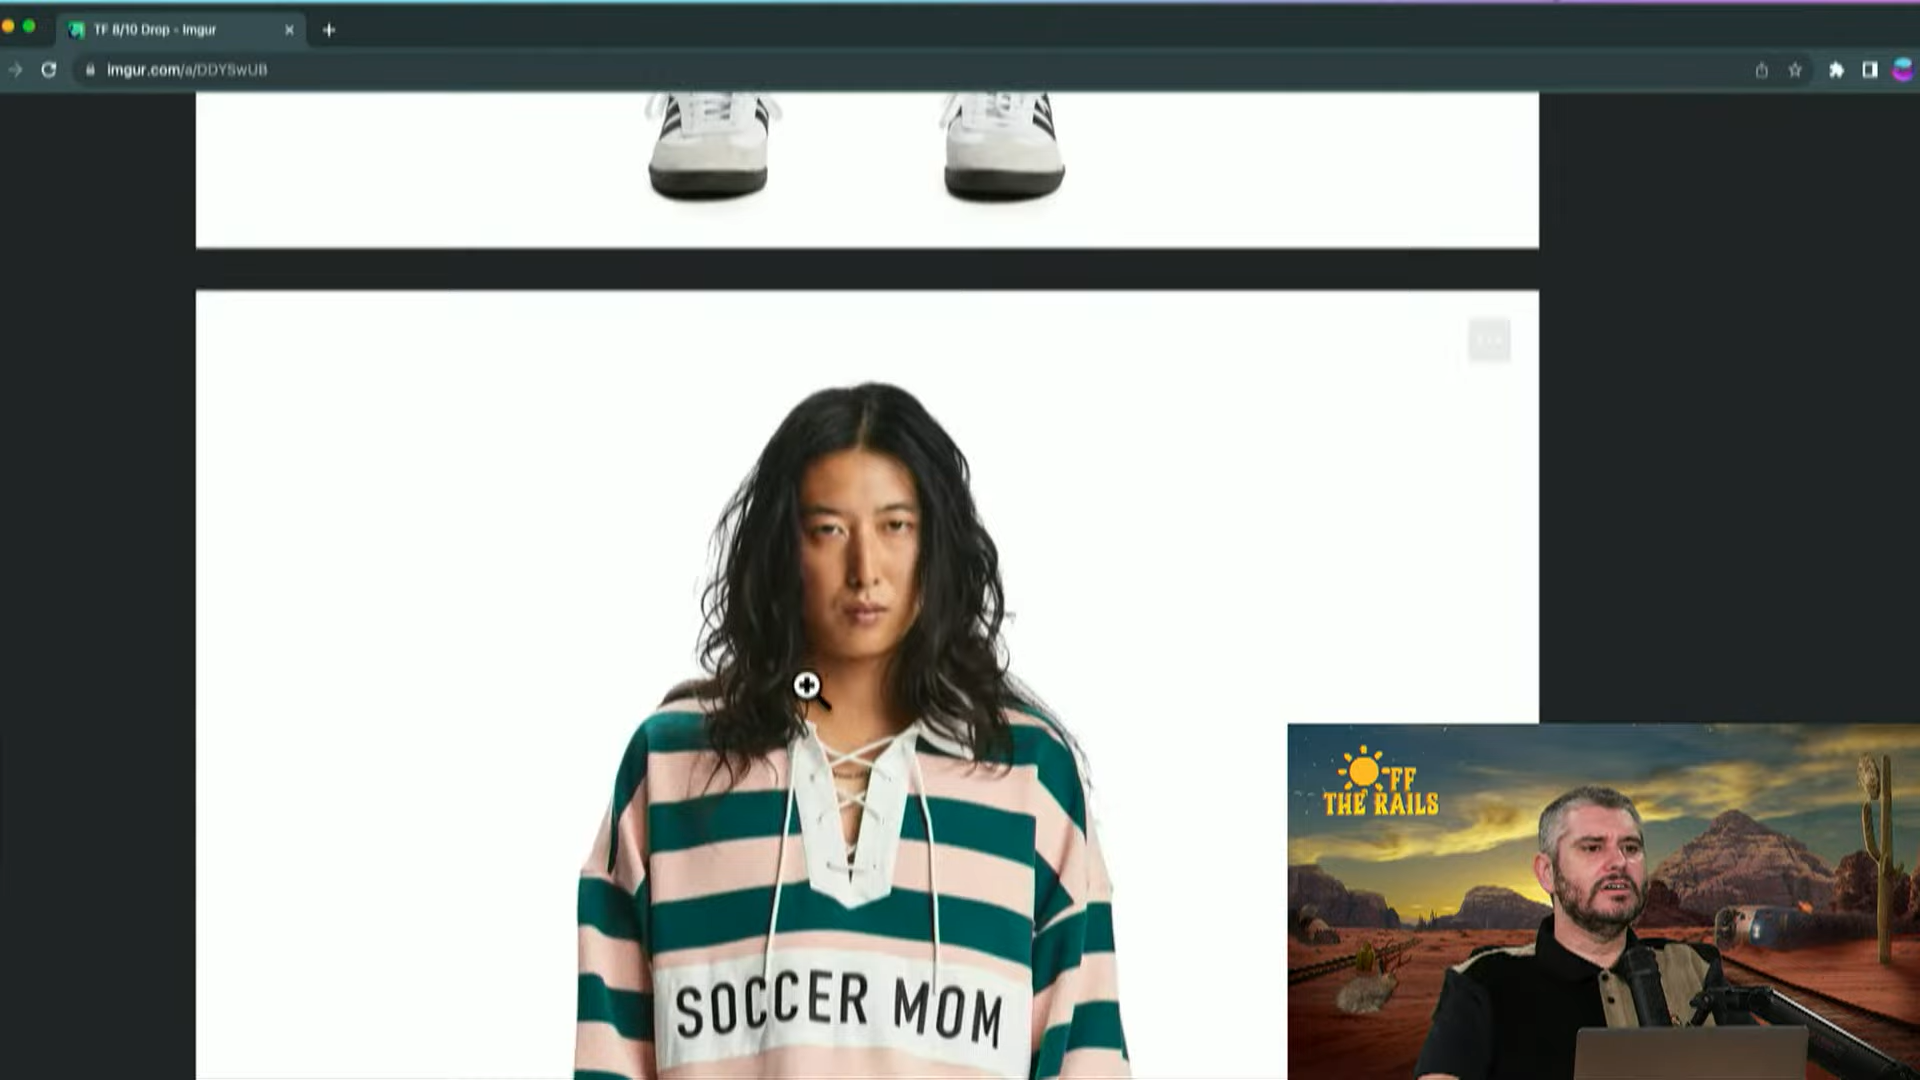 TF 8/10 Drop - Imgur
imgur.com/a/DDYSwUB
SOCCER MOM
OFF
THE RAILS